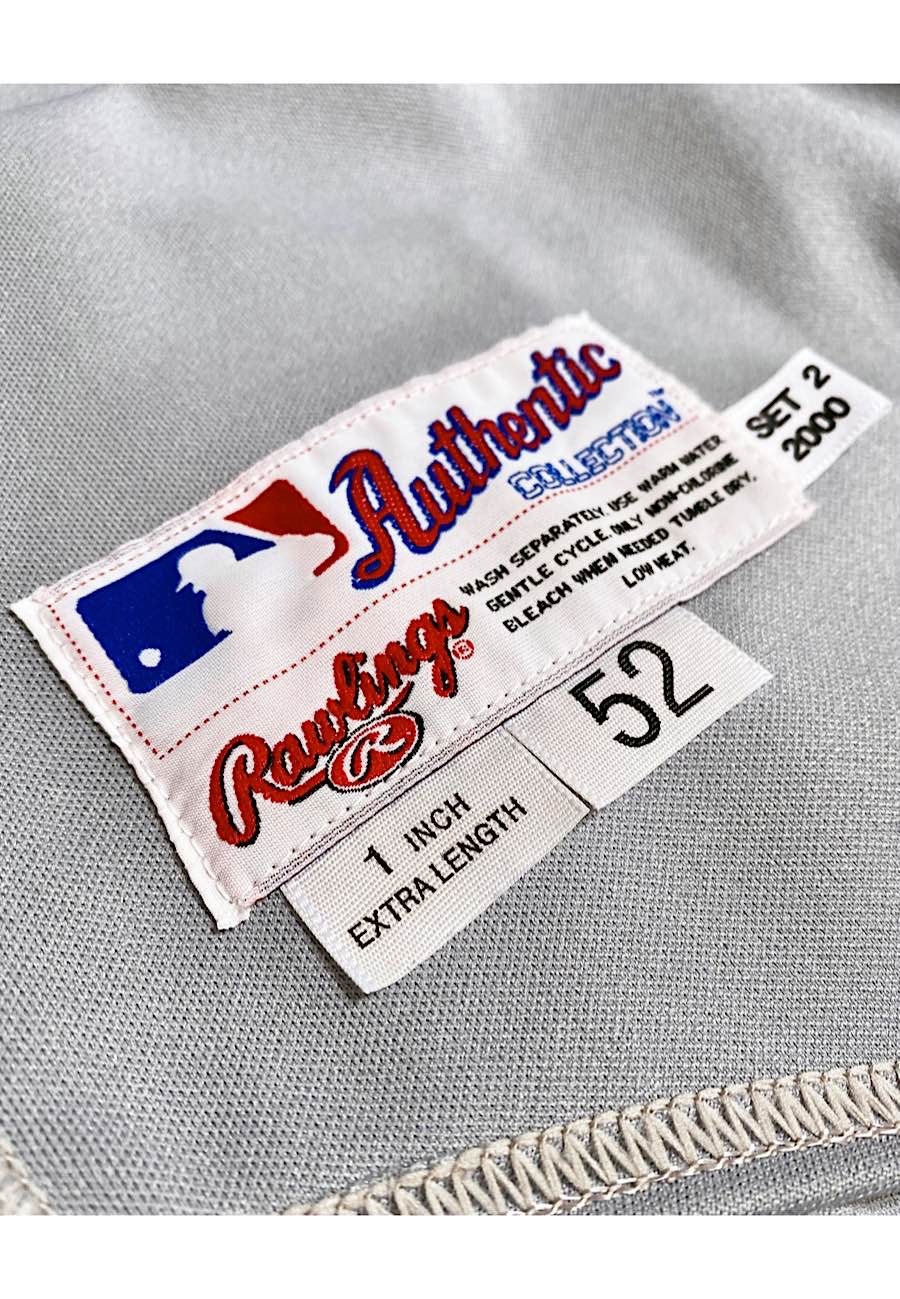 Authentic
COLLECTION™
WASH SEPARATELY USE WARM WATER
GENTLE CYCLE.ONLY NON-CHLORINE
BLEACH WHEN NEEDED TUMBLE DRY.
LOW HEAT.
Rawlings®
R
SET 2
2000
52
1 INCH
EXTRA LENGTH